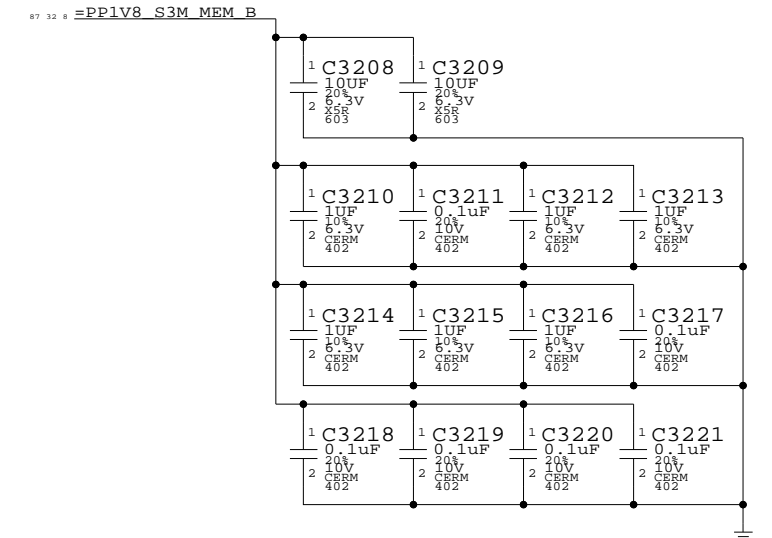 87 32 8 =PP1V8_S3M_MEM_B
1 C3208
10UF
20%
6.3V
2 X5R
603
1 C3209
10UF
20%
6.3V
2 X5R
603
1 C3210
1UF
10%
6.3V
2 CERM
402
1 C3211
0.1uF
20%
10V
2 CERM
402
1 C3212
1UF
10%
6.3V
2 CERM
402
1 C3213
1UF
10%
6.3V
2 CERM
402
1 C3214
1UF
10%
6.3V
2 CERM
402
1 C3215
1UF
10%
6.3V
2 CERM
402
1 C3216
1UF
10%
6.3V
2 CERM
402
1 C3217
0.1uF
20%
10V
2 CERM
402
1 C3218
0.1uF
20%
10V
2 CERM
402
1 C3219
0.1uF
20%
10V
2 CERM
402
1 C3220
0.1uF
20%
10V
2 CERM
402
1 C3221
0.1uF
20%
10V
2 CERM
402